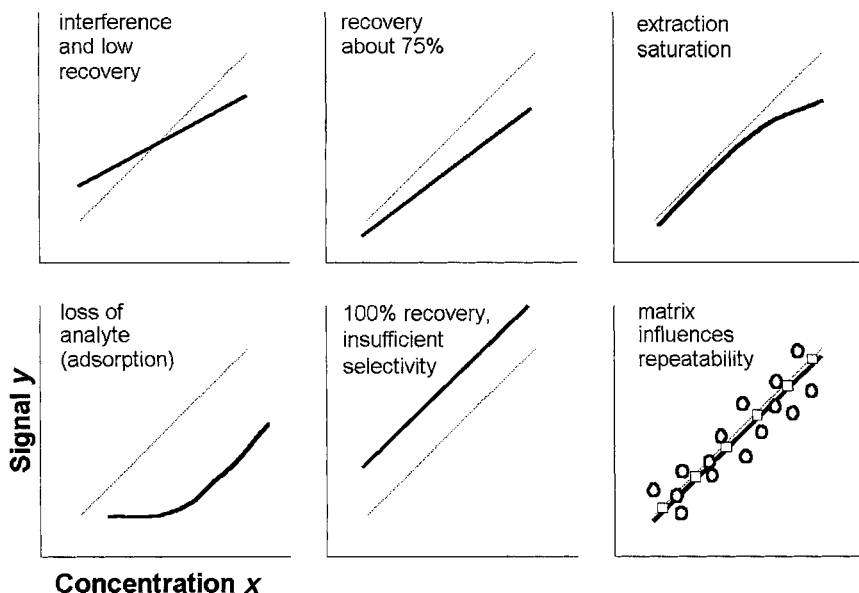 interference
and low
recovery
recovery
about 75%
extraction
saturation
loss of
analyte
(adsorption)
100% recovery,
insufficient
selectivity
matrix
influences
repeatability
Signal y
Concentration x